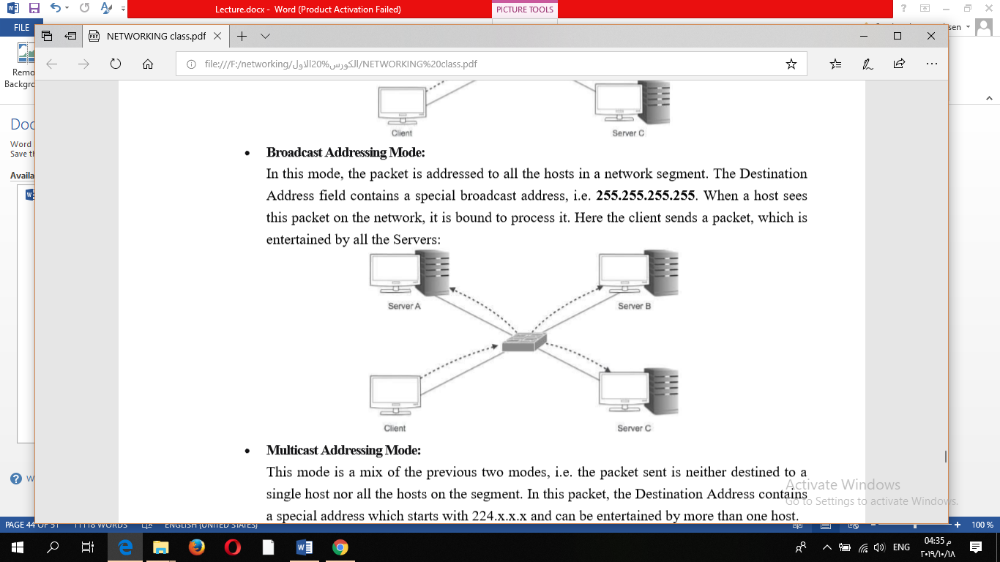 Lecture.docx - Word (Product Activation Failed)
PICTURE TOOLS
FILE
NETWORKING class.pdf
file:///F:/networking/الكورس%20الاول/NETWORKING%20class.pdf
Client
Server C
• Broadcast Addressing Mode:
In this mode, the packet is addressed to all the hosts in a network segment. The Destination
Address field contains a special broadcast address, i.e. 255.255.255.255. When a host sees
this packet on the network, it is bound to process it. Here the client sends a packet, which is
entertained by all the Servers:
Server A
Server B
Client
Server C
• Multicast Addressing Mode:
This mode is a mix of the previous two modes, i.e. the packet sent is neither destined to a
single host nor all the hosts on the segment. In this packet, the Destination Address contains
a special address which starts with 224.x.x.x and can be entertained by more than one host.
Activate Windows
Go to Settings to activate Windows.
PAGE 44 OF 51
11118 WORDS
ENGLISH (UNITED STATES)
100 %
ENG
04:35 م
٢٠١٩/١٠/١٨